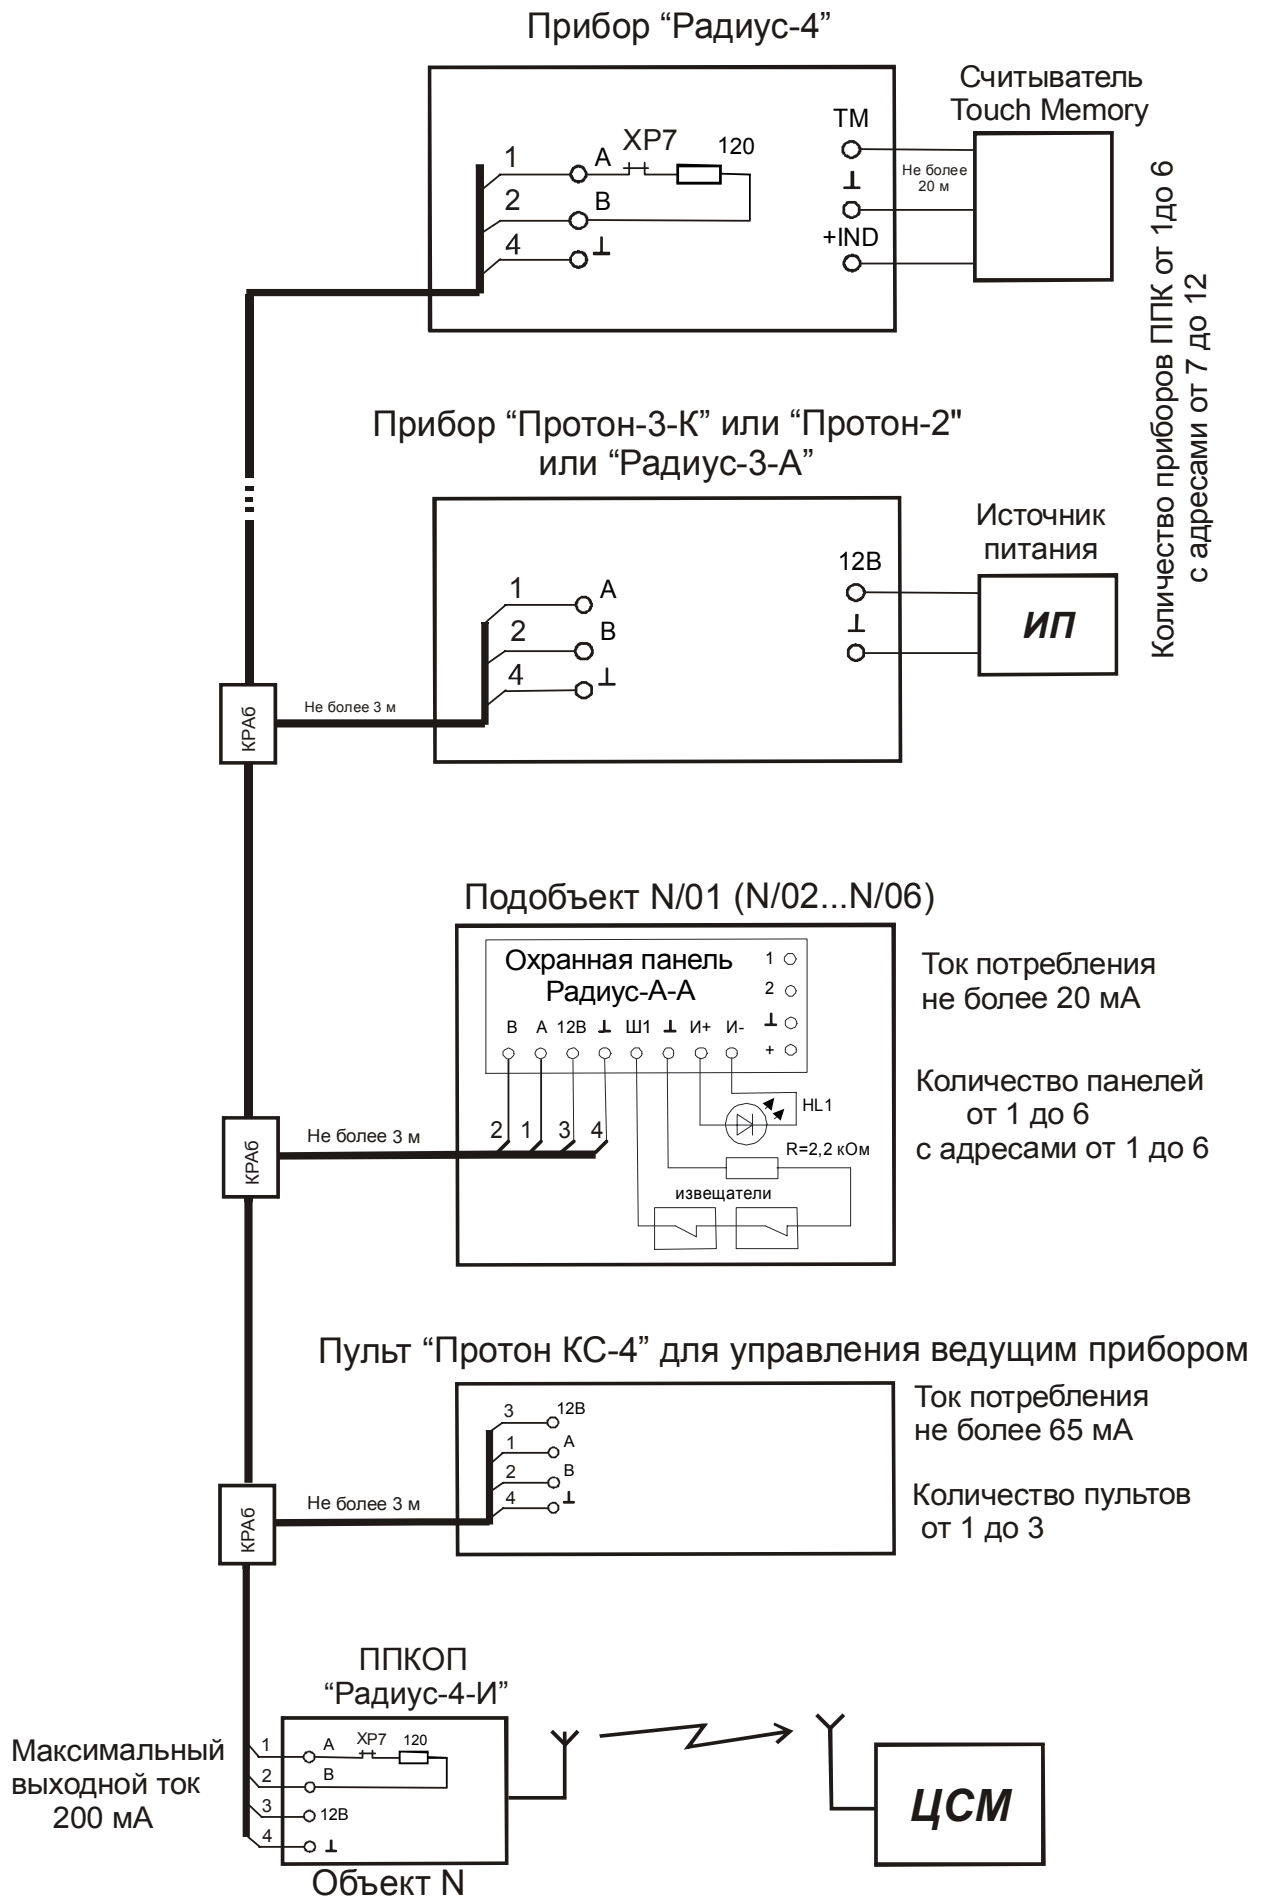 Прибор “Радиус-4”
Считыватель
Touch Memory
ТМ
XP7
120
1
A
Не более
20 м
⊥
2
B
+IND
4
⊥
Количество приборов ППК от 1до 6
с адресами от 7 до 12
Прибор “Протон-3-К” или “Протон-2"
или “Радиус-3-А”
Источник
питания
12В
1
A
ИП
⊥
2
B
4
⊥
КРАб
Не более 3 м
Подобъект N/01 (N/02...N/06)
Охранная панель
Радиус-А-А
1
2
⊥
+
В А 12В ⊥ Ш1 ⊥ И+ И-
Ток потребления
не более 20 мА
Количество панелей
от 1 до 6
с адресами от 1 до 6
HL1
2 1 3 4
R=2,2 кОм
извещатели
КРАб
Не более 3 м
Пульт “Протон КС-4” для управления ведущим прибором
3 12В
1 A
2 B
4 ⊥
Ток потребления
не более 65 мА
Количество пультов
от 1 до 3
КРАб
Не более 3 м
ППКОП
“Радиус-4-И”
1 A XP7 120
2 B
3 12В
4 ⊥
Максимальный
выходной ток
200 мА
Объект N
ЦСМ